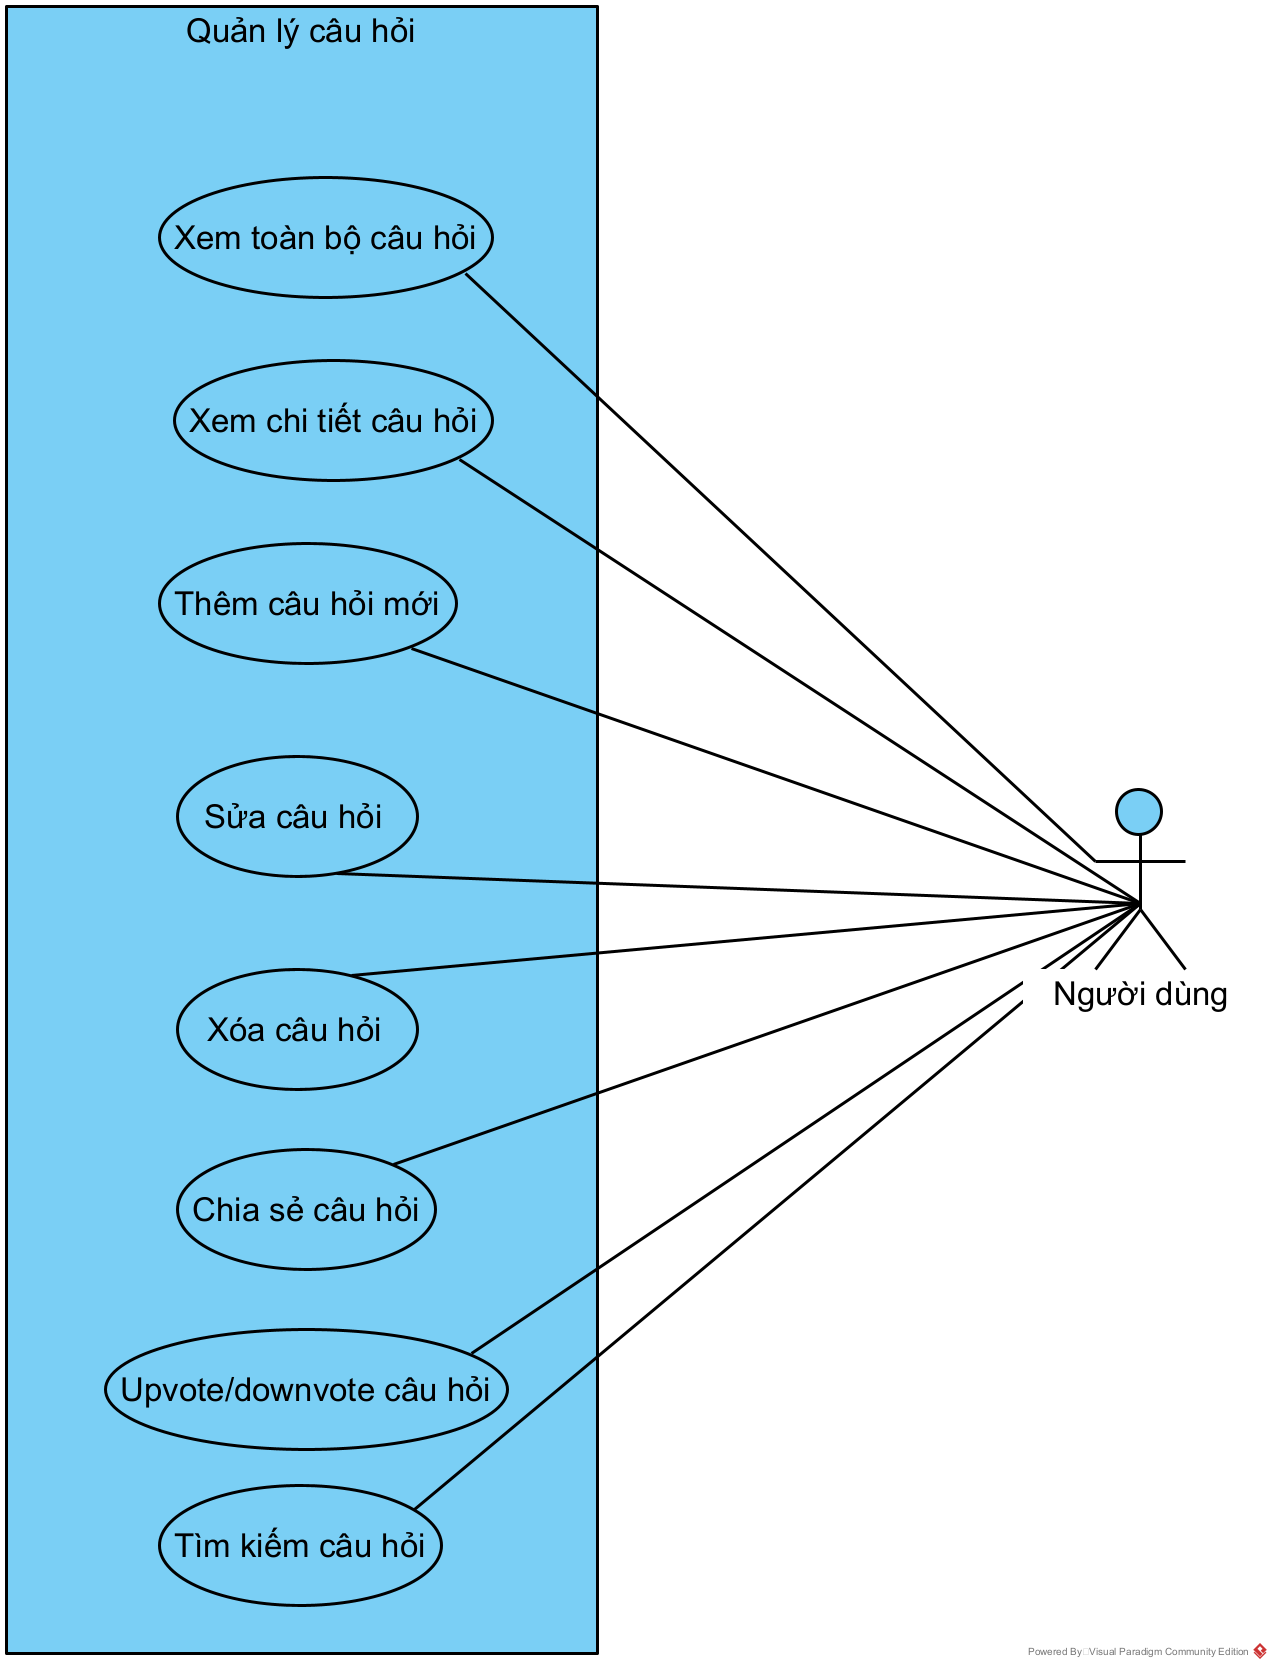 Quản lý câu hỏi
Xem toàn bộ câu hỏi
Xem chi tiết câu hỏi
Thêm câu hỏi mới
Sửa câu hỏi
Xóa câu hỏi
Người dùng
Chia sẻ câu hỏi
Upvote/downvote câu hỏi
Tìm kiếm câu hỏi
Powered By Visual Paradigm Community Edition